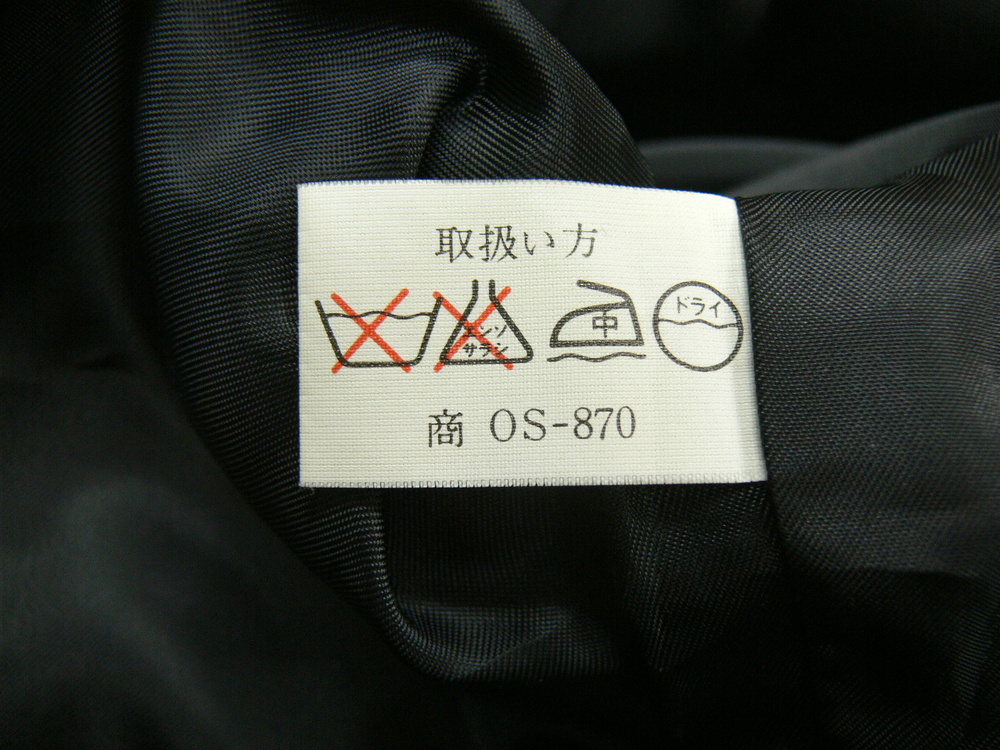 取扱い方
エンソ
サラシ
中
ドライ
商 OS-870